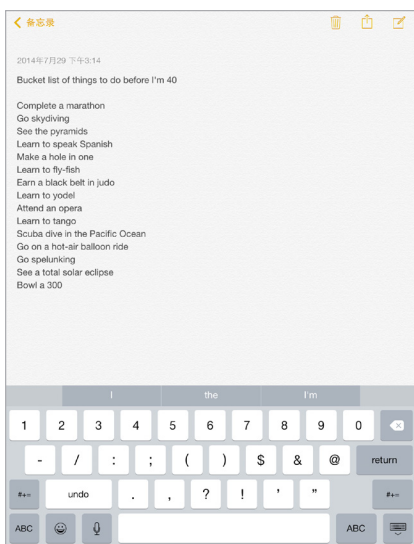 备忘录
2014年7月29 下午3:14
Bucket list of things to do before I'm 40
Complete a marathon
Go skydiving
See the pyramids
Learn to speak Spanish
Make a hole in one
Learn to fly-fish
Earn a black belt in judo
Learn to yodel
Attend an opera
Learn to tango
Scuba dive in the Pacific Ocean
Go on a hot-air balloon ride
Go spelunking
See a total solar eclipse
Bowl a 300
I the I'm
1 2 3 4 5 6 7 8 9 0
- / : ; ( ) $ & @ return
#+= undo . , ? ! ' " #+=
ABC ABC